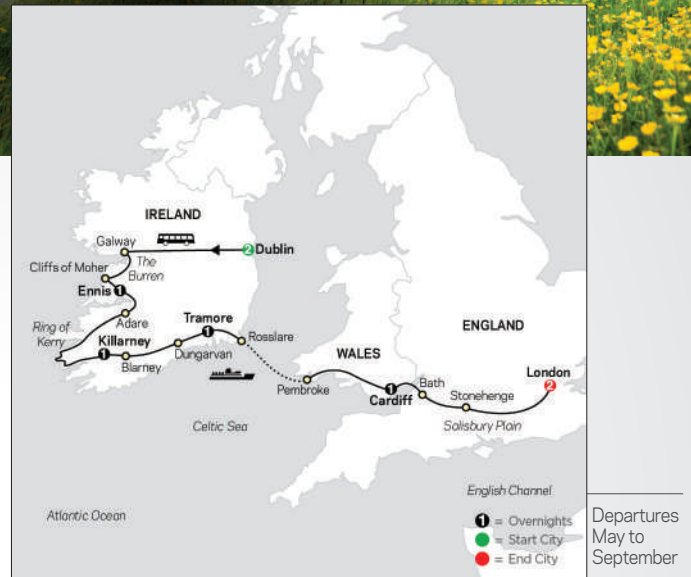 IRELAND
Galway
2 Dublin
Cliffs of Moher
The
Burren
Ennis 1
Adare
Ring of
Kerry
Killarney
1
Blarney
Dungarvan
Tramore
1
Rosslare
Pembroke
WALES
1
Cardiff
ENGLAND
Bath
Stonehenge
Salisbury Plain
London
2
Celtic Sea
English Channel
Atlantic Ocean
1 = Overnights
= Start City
= End City
Departures
May to
September